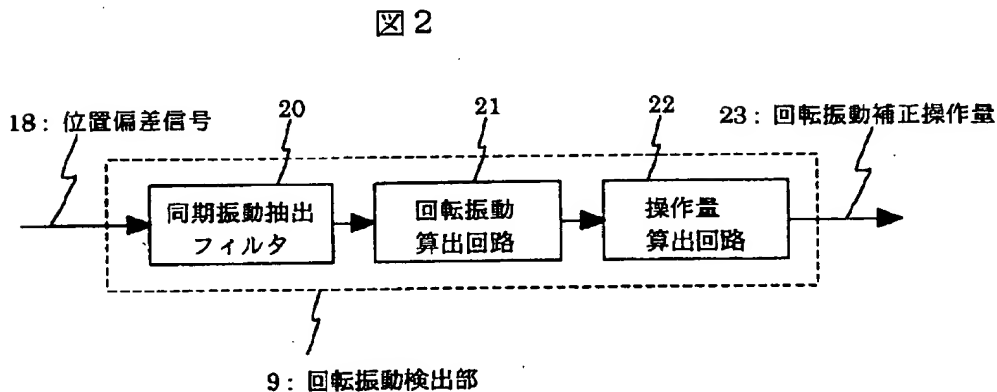 図2
18: 位置偏差信号
20
21
22
23: 回転振動補正操作量
同期振動抽出
フィルタ
回転振動
算出回路
操作量
算出回路
9: 回転振動検出部